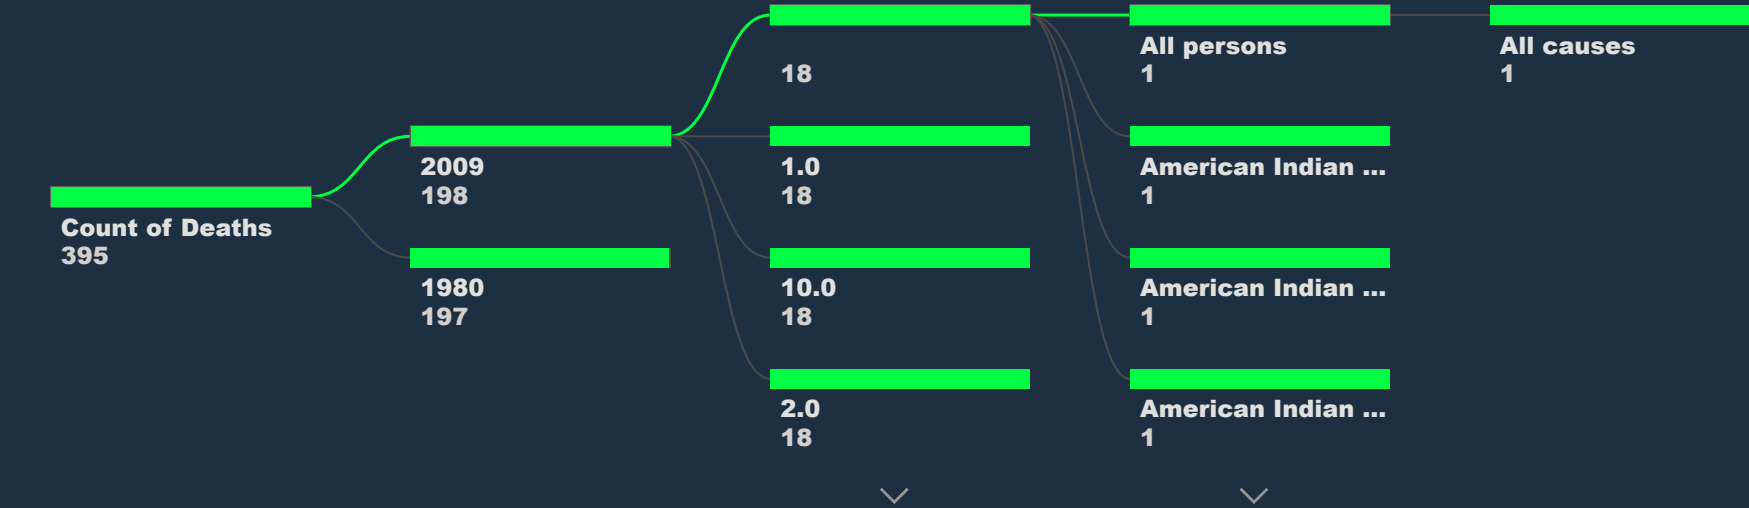 Count of Deaths
395
2009
198
1980
197
18
1.0
18
10.0
18
2.0
18
All persons
1
American Indian ...
1
American Indian ...
1
American Indian ...
1
All causes
1